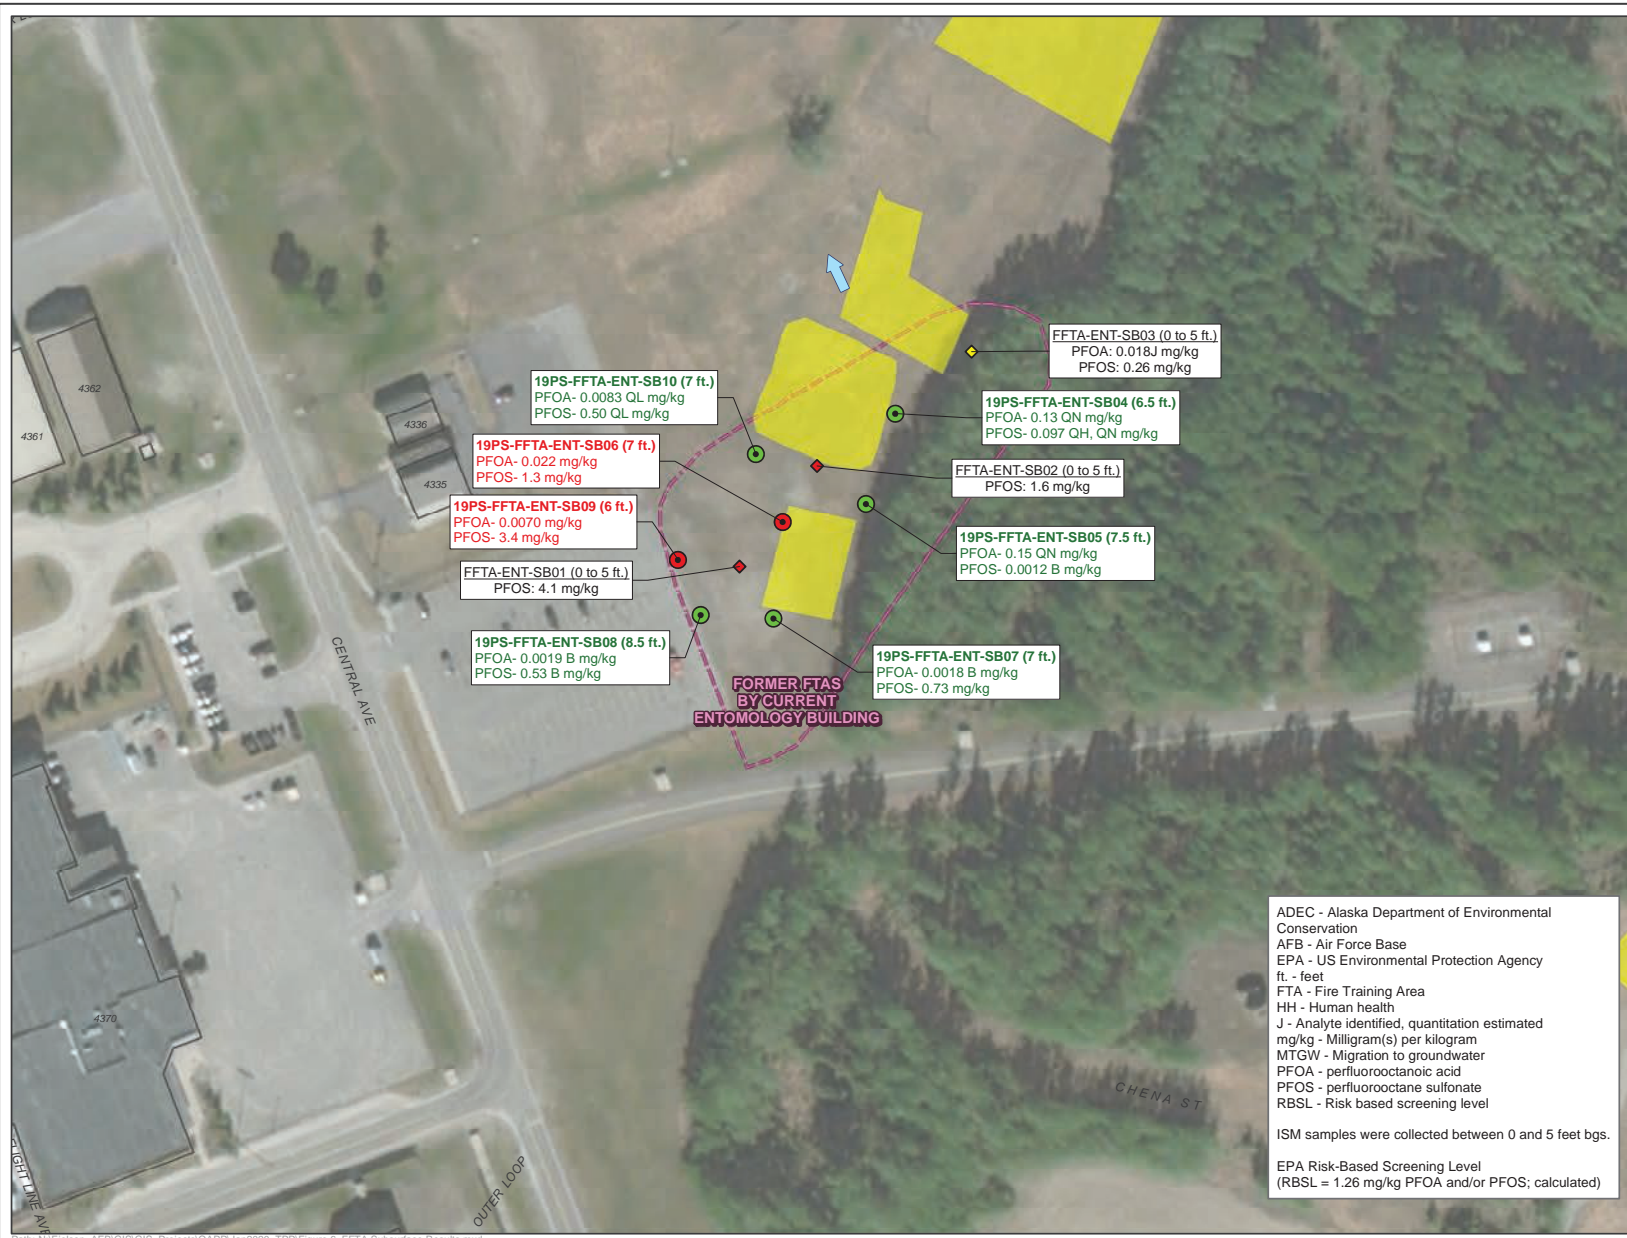 FFTA-ENT-SB03 (0 to 5 ft.)
PFOA: 0.018J mg/kg
PFOS: 0.26 mg/kg
19PS-FFTA-ENT-SB10 (7 ft.)
PFOA- 0.0083 QL mg/kg
PFOS- 0.50 QL mg/kg
19PS-FFTA-ENT-SB04 (6.5 ft.)
PFOA- 0.13 QN mg/kg
PFOS- 0.097 QH, QN mg/kg
4362
4361
4336
4335
19PS-FFTA-ENT-SB06 (7 ft.)
PFOA- 0.022 mg/kg
PFOS- 1.3 mg/kg
FFTA-ENT-SB02 (0 to 5 ft.)
PFOS: 1.6 mg/kg
19PS-FFTA-ENT-SB09 (6 ft.)
PFOA- 0.0070 mg/kg
PFOS- 3.4 mg/kg
19PS-FFTA-ENT-SB05 (7.5 ft.)
PFOA- 0.15 QN mg/kg
PFOS- 0.0012 B mg/kg
FFTA-ENT-SB01 (0 to 5 ft.)
PFOS: 4.1 mg/kg
19PS-FFTA-ENT-SB08 (8.5 ft.)
PFOA- 0.0019 B mg/kg
PFOS- 0.53 B mg/kg
19PS-FFTA-ENT-SB07 (7 ft.)
PFOA- 0.0018 B mg/kg
PFOS- 0.73 mg/kg
CENTRAL AVE
FORMER FTAS
BY CURRENT
ENTOMOLOGY BUILDING
4370
CHENA ST
OUTER LOOP
LIGHT LINE AVE
ADEC - Alaska Department of Environmental
Conservation
AFB - Air Force Base
EPA - US Environmental Protection Agency
ft. - feet
FTA - Fire Training Area
HH - Human health
J - Analyte identified, quantitation estimated
mg/kg - Milligram(s) per kilogram
MTGW - Migration to groundwater
PFOA - perfluorooctanoic acid
PFOS - perfluorooctane sulfonate
RBSL - Risk based screening level
ISM samples were collected between 0 and 5 feet bgs.
EPA Risk-Based Screening Level
(RBSL = 1.26 mg/kg PFOA and/or PFOS; calculated)